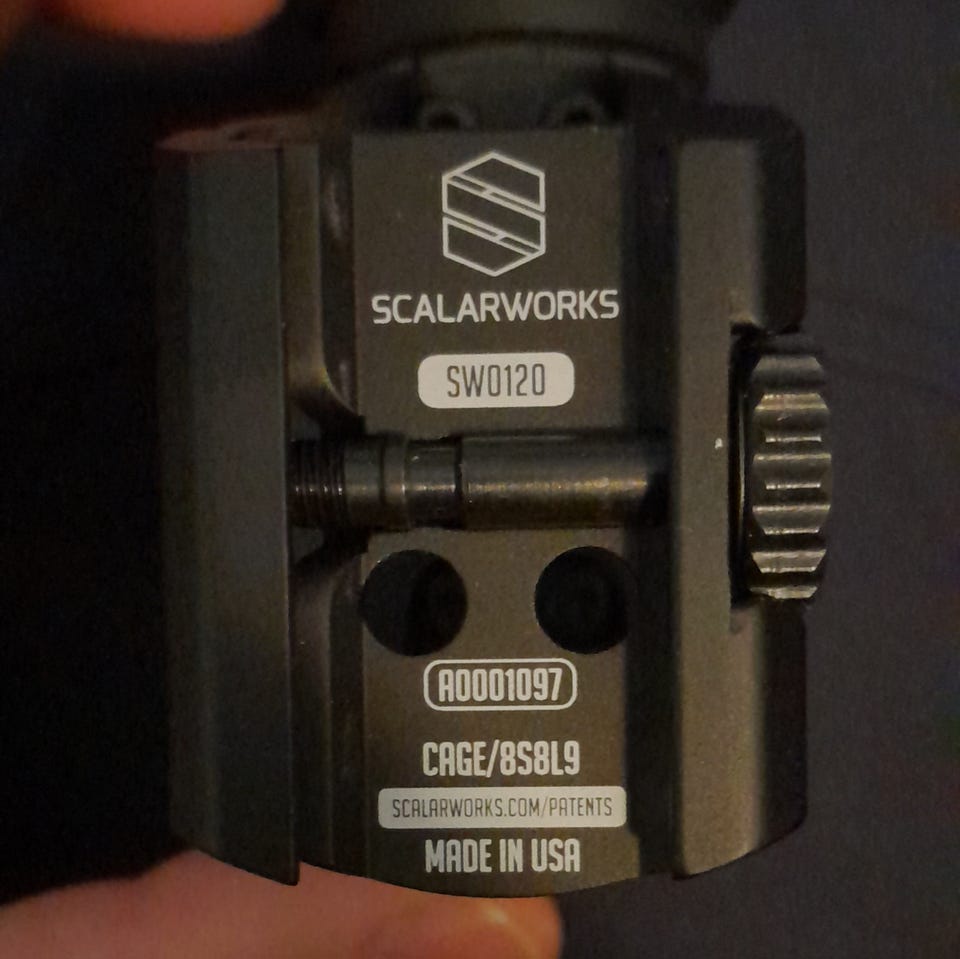 SCALARWORKS
SW0120
A0001097
CAGE/8S8L9
SCALARWORKS.COM/PATENTS
MADE IN USA